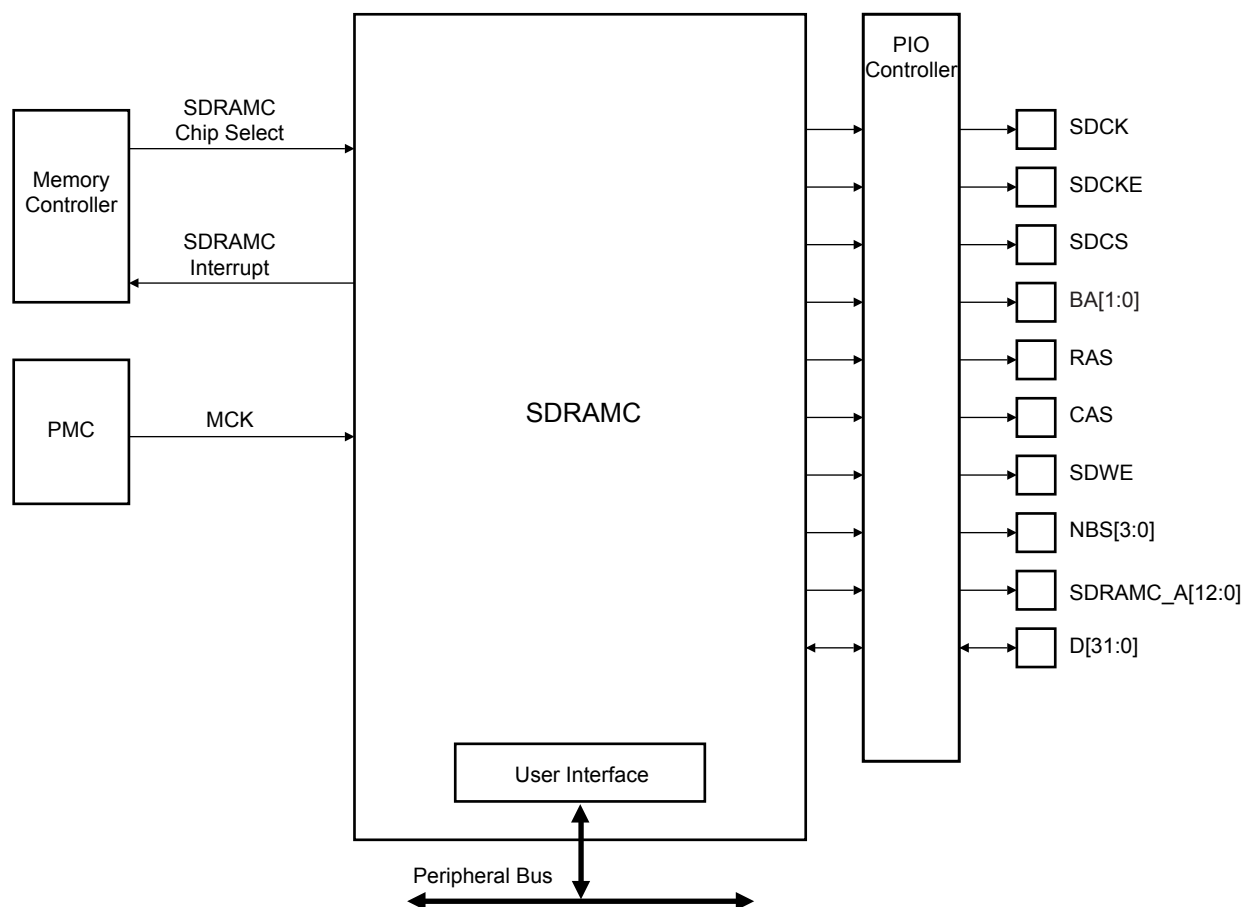 SDRAMC
Chip Select
Memory
Controller
SDRAMC
Interrupt
PMC
MCK
SDRAMC
User Interface
Peripheral Bus
PIO
Controller
SDCK
SDCKE
SDCS
BA[1:0]
RAS
CAS
SDWE
NBS[3:0]
SDRAMC_A[12:0]
D[31:0]